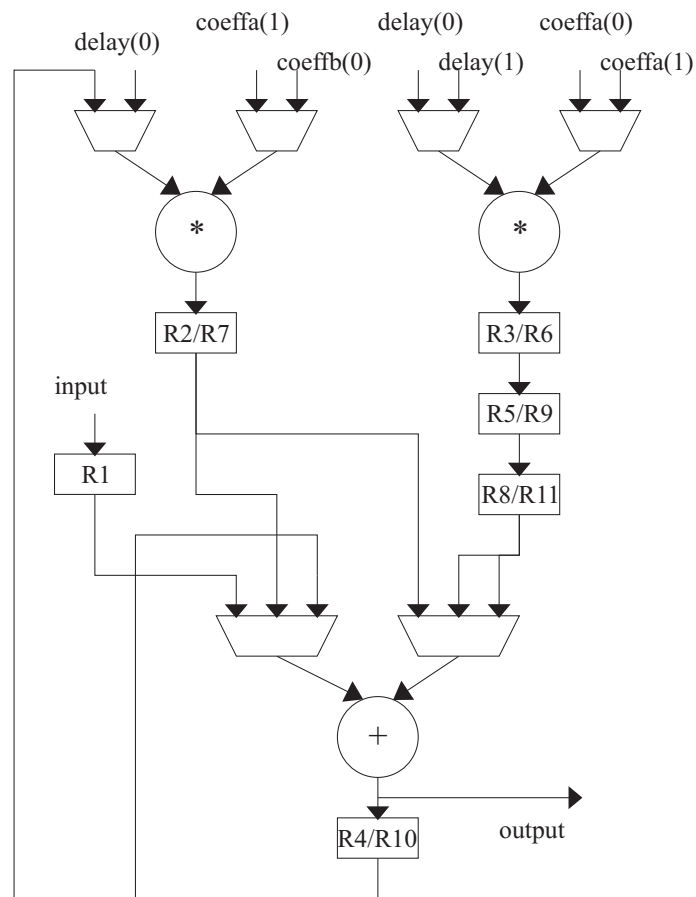 delay(0)
coeffa(1)
coeffb(0)
delay(0)
delay(1)
coeffa(0)
coeffa(1)
*
*
R2/R7
R3/R6
input
R5/R9
R1
R8/R11
+
output
R4/R10